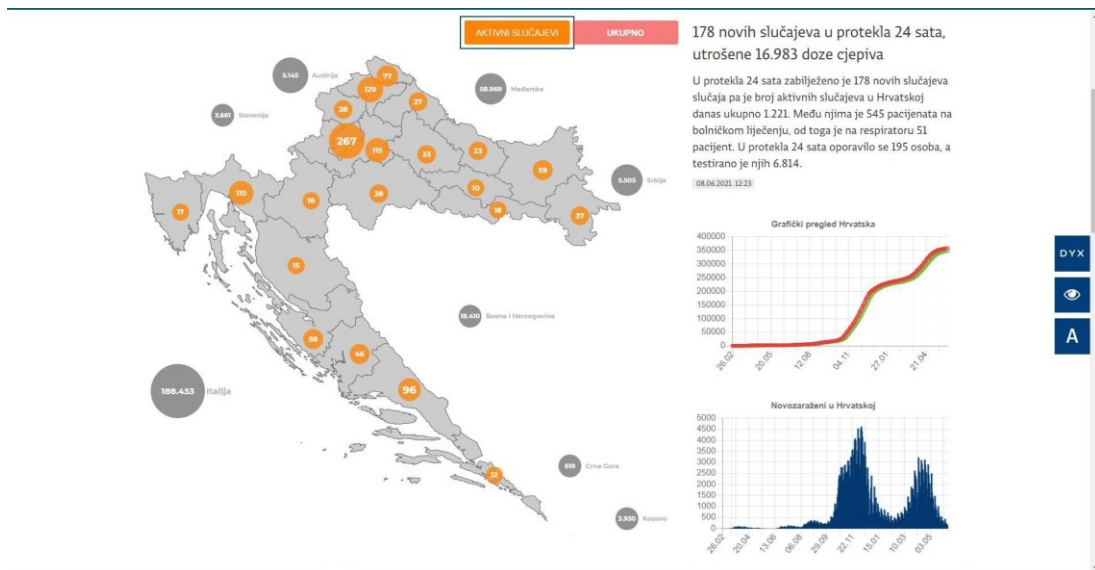 AKTIVNI SLUČAJEVI
UKUPNO
178 novih slučajeva u protekla 24 sata,
utrošene 16.983 doze cjepiva
U protekla 24 sata zabilježeno je 178 novih slučajeva
slučaja pa je broj aktivnih slučajeva u Hrvatskoj
danas ukupno 1.221. Među njima je 545 pacijenata na
bolničkom liječenju, od toga je na respiratoru 51
pacijent. U protekla 24 sata oporavilo se 195 osoba, a
testirano je njih 6.814.
08.06.2021. 12:23
5.145 Austrija
77
129
58.969 Mađarska
27
28
3.661 Slovenija
267
115
33
23
59
5.505 Srbija
110
10
16
28
17
18
37
15
18.410 Bosna i Hercegovina
58
46
188.453 Italija
96
12
619 Crna Gora
3.930 Kosovo
Grafički pregled Hrvatska
400000
350000
300000
250000
200000
150000
100000
50000
0
26.02 20.05 12.08 04.11 27.01 21.04
Novozaraženi u Hrvatskoj
5000
4500
4000
3500
3000
2500
2000
1500
1000
500
0
26.02 20.04 13.06 06.08 29.09 22.11 15.01 10.03 03.05
DYX
A